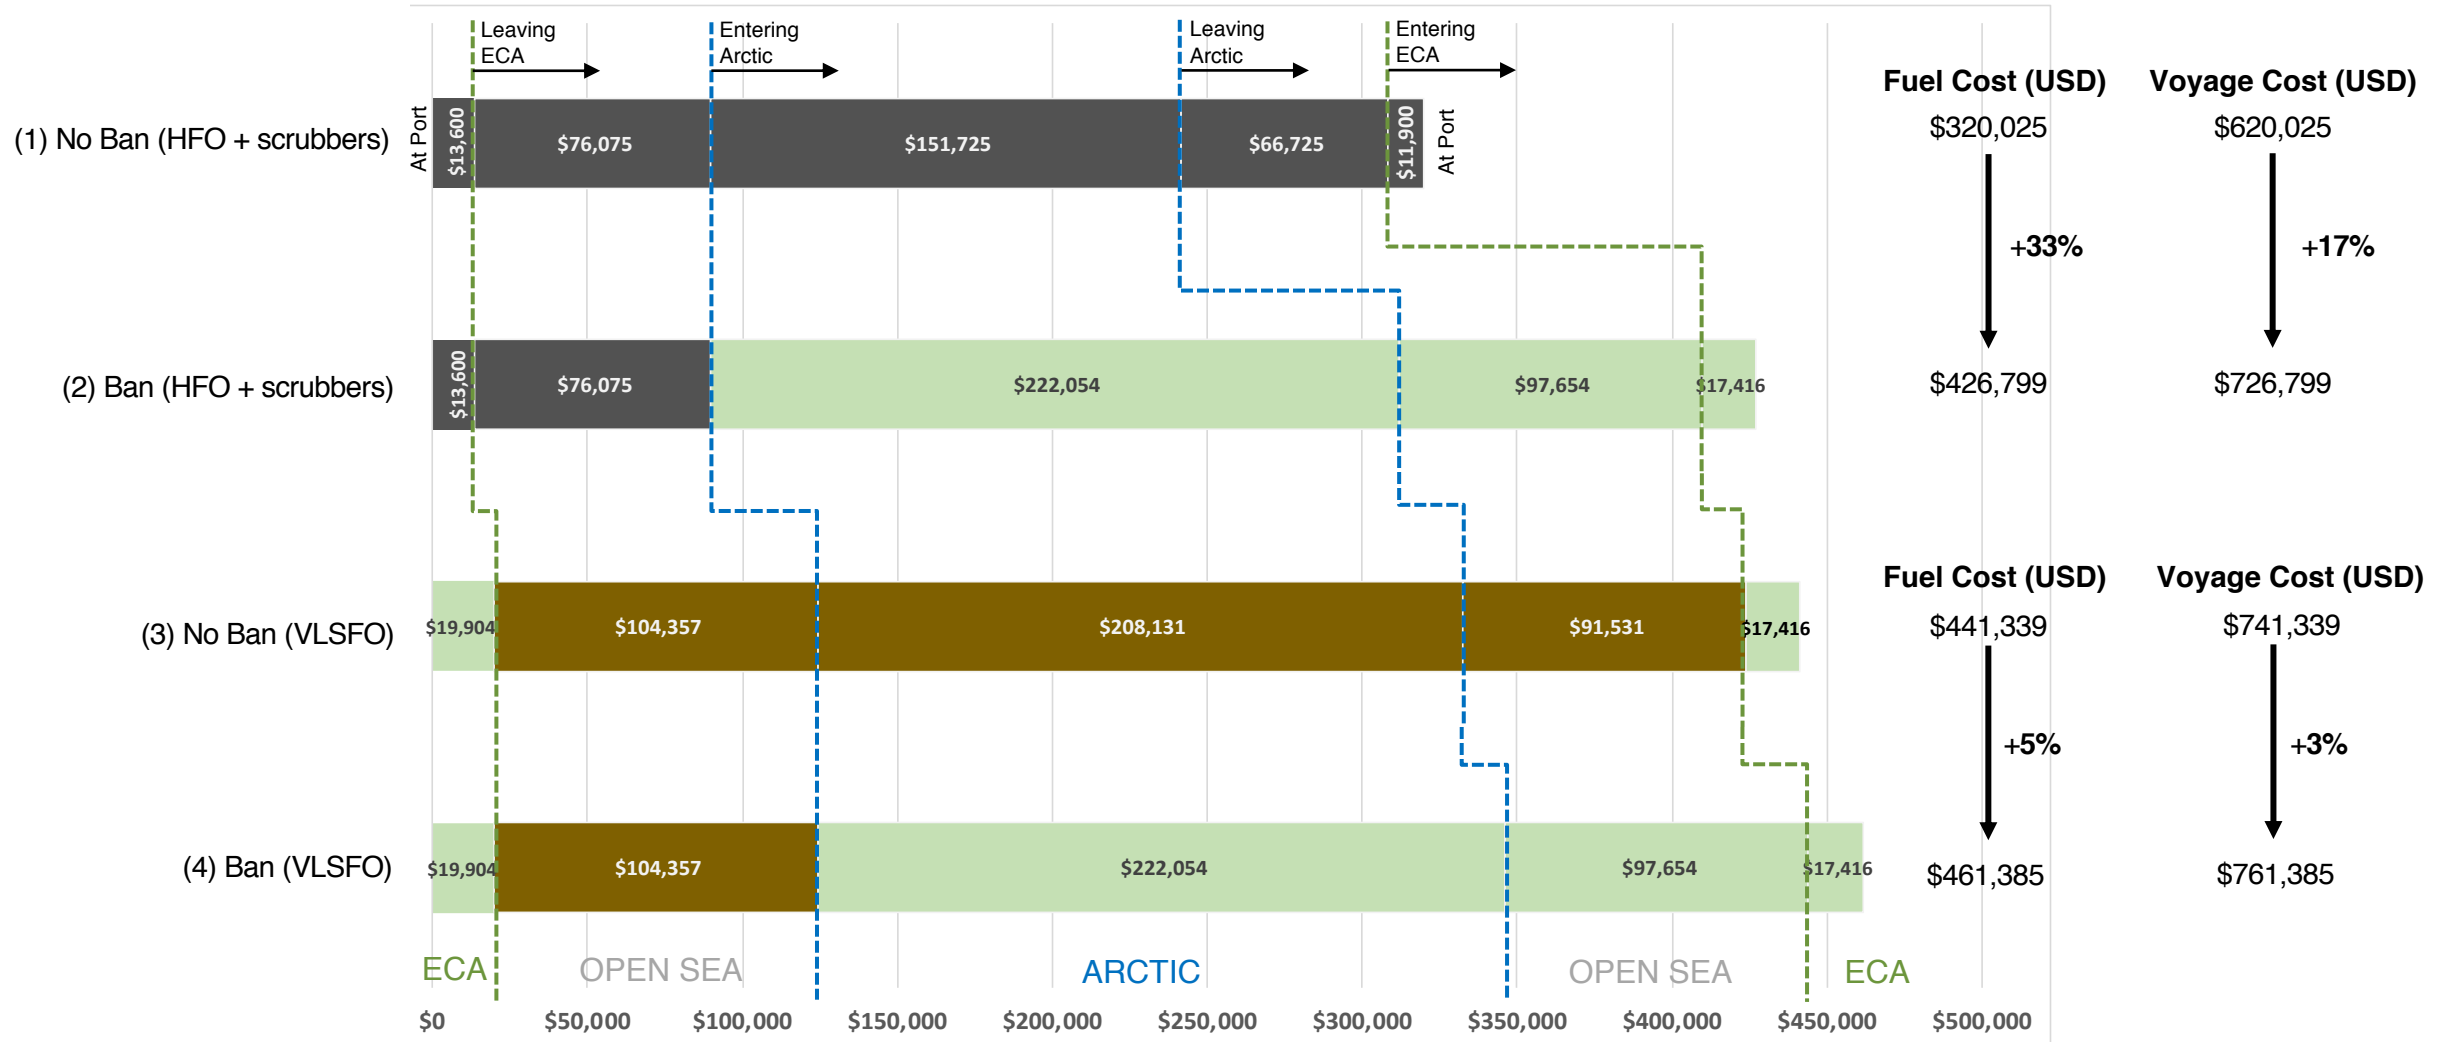 Leaving
ECA
Entering
Arctic
Leaving
Arctic
Entering
ECA
Fuel Cost (USD) Voyage Cost (USD)
(1) No Ban (HFO + scrubbers)
At Port
$13,600
$76,075
$151,725
$66,725
$11,900
At Port
$320,025
$620,025
+33%
+17%
(2) Ban (HFO + scrubbers)
$13,600
$76,075
$222,054
$97,654
$17,416
$426,799
$726,799
Fuel Cost (USD) Voyage Cost (USD)
(3) No Ban (VLSFO)
$19,904
$104,357
$208,131
$91,531
$17,416
$441,339
$741,339
+5%
+3%
(4) Ban (VLSFO)
$19,904
$104,357
$222,054
$97,654
$17,416
$461,385
$761,385
ECA
OPEN SEA
ARCTIC
OPEN SEA
ECA
$0 $50,000 $100,000 $150,000 $200,000 $250,000 $300,000 $350,000 $400,000 $450,000 $500,000